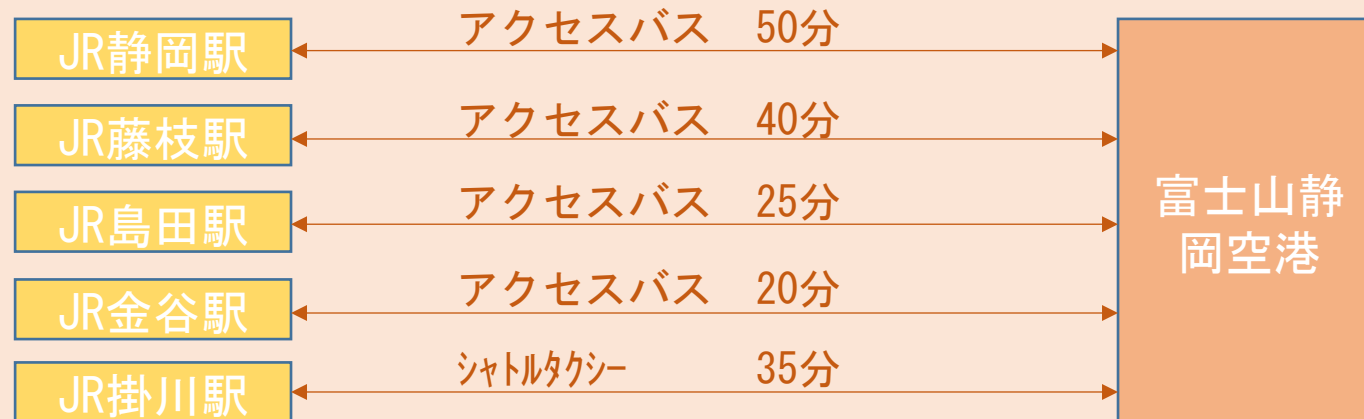 JR静岡駅 アクセスバス 50分
JR藤枝駅 アクセスバス 40分
JR島田駅 アクセスバス 25分
富士山静
岡空港
JR金谷駅 アクセスバス 20分
JR掛川駅 ｼｬﾄﾙﾀｸｼｰ 35分